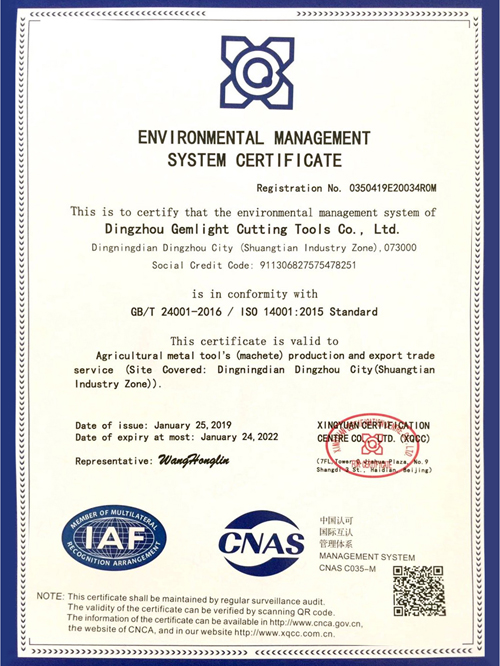 ENVIRONMENTAL MANAGEMENT
SYSTEM CERTIFICATE
Registration No. 0350419E20034R0M
This is to certify that the environmental management system of
Dingzhou Gemlight Cutting Tools Co., Ltd.
Dingningdian Dingzhou City (Shuangtian Industry Zone),073000
Social Credit Code: 911306827575478251
is in conformity with
GB/T 24001-2016 / ISO 14001:2015 Standard
This certificate is valid to
Agricultural metal tool's (machete) production and export trade
service (Site Covered: Dingningdian Dingzhou City(Shuangtian
Industry Zone)).
Date of issue: January 25, 2019
Date of expiry at most: January 24, 2022
Representative: WangHonglin
XINGYUAN CERTIFICATION
CENTRE CO., LTD. (XQCC)
(7FL, Tower Jiahua Plaza, No.9
Shangdi 3 St., Haidian, Beijing)
MEMBER OF MULTILATERAL
IAF
RECOGNITION ARRANGEMENT
CNAS
中国认可
国际互认
管理体系
MANAGEMENT SYSTEM
CNAS C035-M
NOTE: This certificate shall be maintained by regular surveillance audit.
The validity of the certificate can be verified by scanning QR code.
The information of the certificate can be available in http://www.cnca.gov.cn,
the website of CNCA, and in our website http://www.xqcc.com.cn.